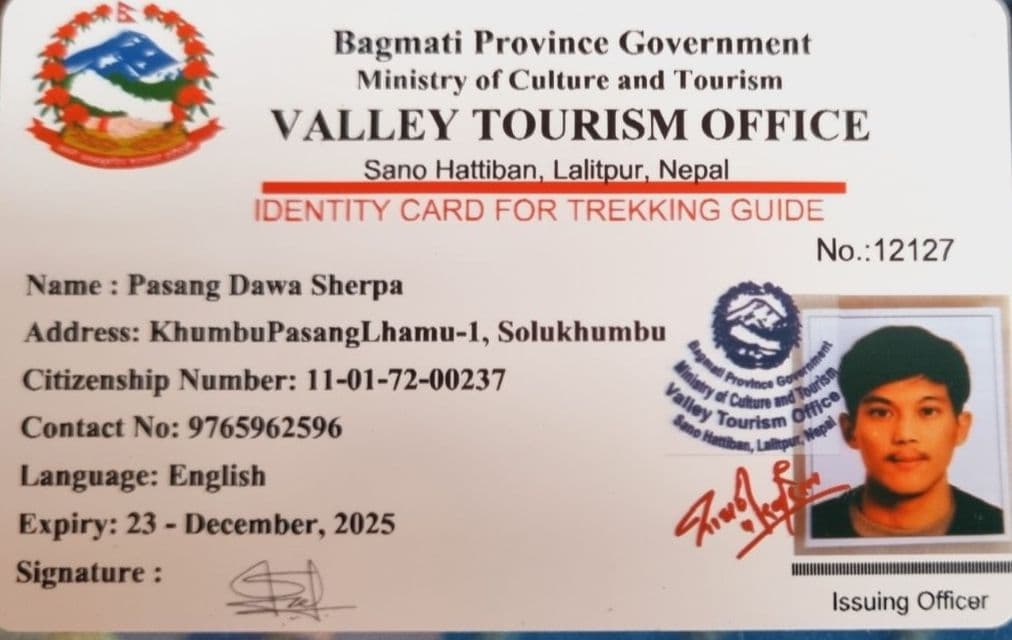 Bagmati Province Government
Ministry of Culture and Tourism
VALLEY TOURISM OFFICE
Sano Hattiban, Lalitpur, Nepal
IDENTITY CARD FOR TREKKING GUIDE
No.:12127
Name : Pasang Dawa Sherpa
Address: KhumbuPasangLhamu-1, Solukhumbu
Citizenship Number: 11-01-72-00237
Contact No: 9765962596
Language: English
Expiry: 23 - December, 2025
Signature :
Bagmati Province Government
Ministry of Culture and Tourism
Valley Tourism Office
Sano Hattiban, Lalitpur, Nepal
Issuing Officer